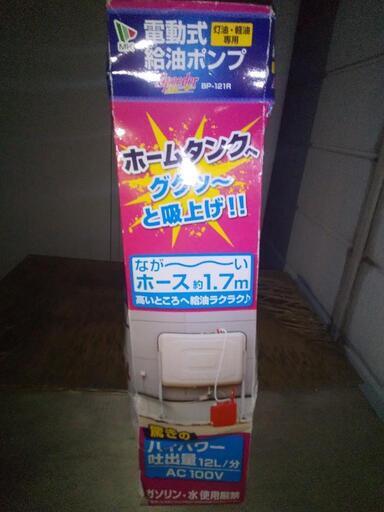 MK
電動式
灯油・軽油
専用
給油ポンプ
Speeder
BP-121R
ホームタンクへ
ググッ〜
と吸上げ!!
なが〜〜い
ホース約1.7m
高いところへ給油ラクラク♪
驚きの
ハイパワー
吐出量12L/分
AC100V
ガソリン・水 使用厳禁